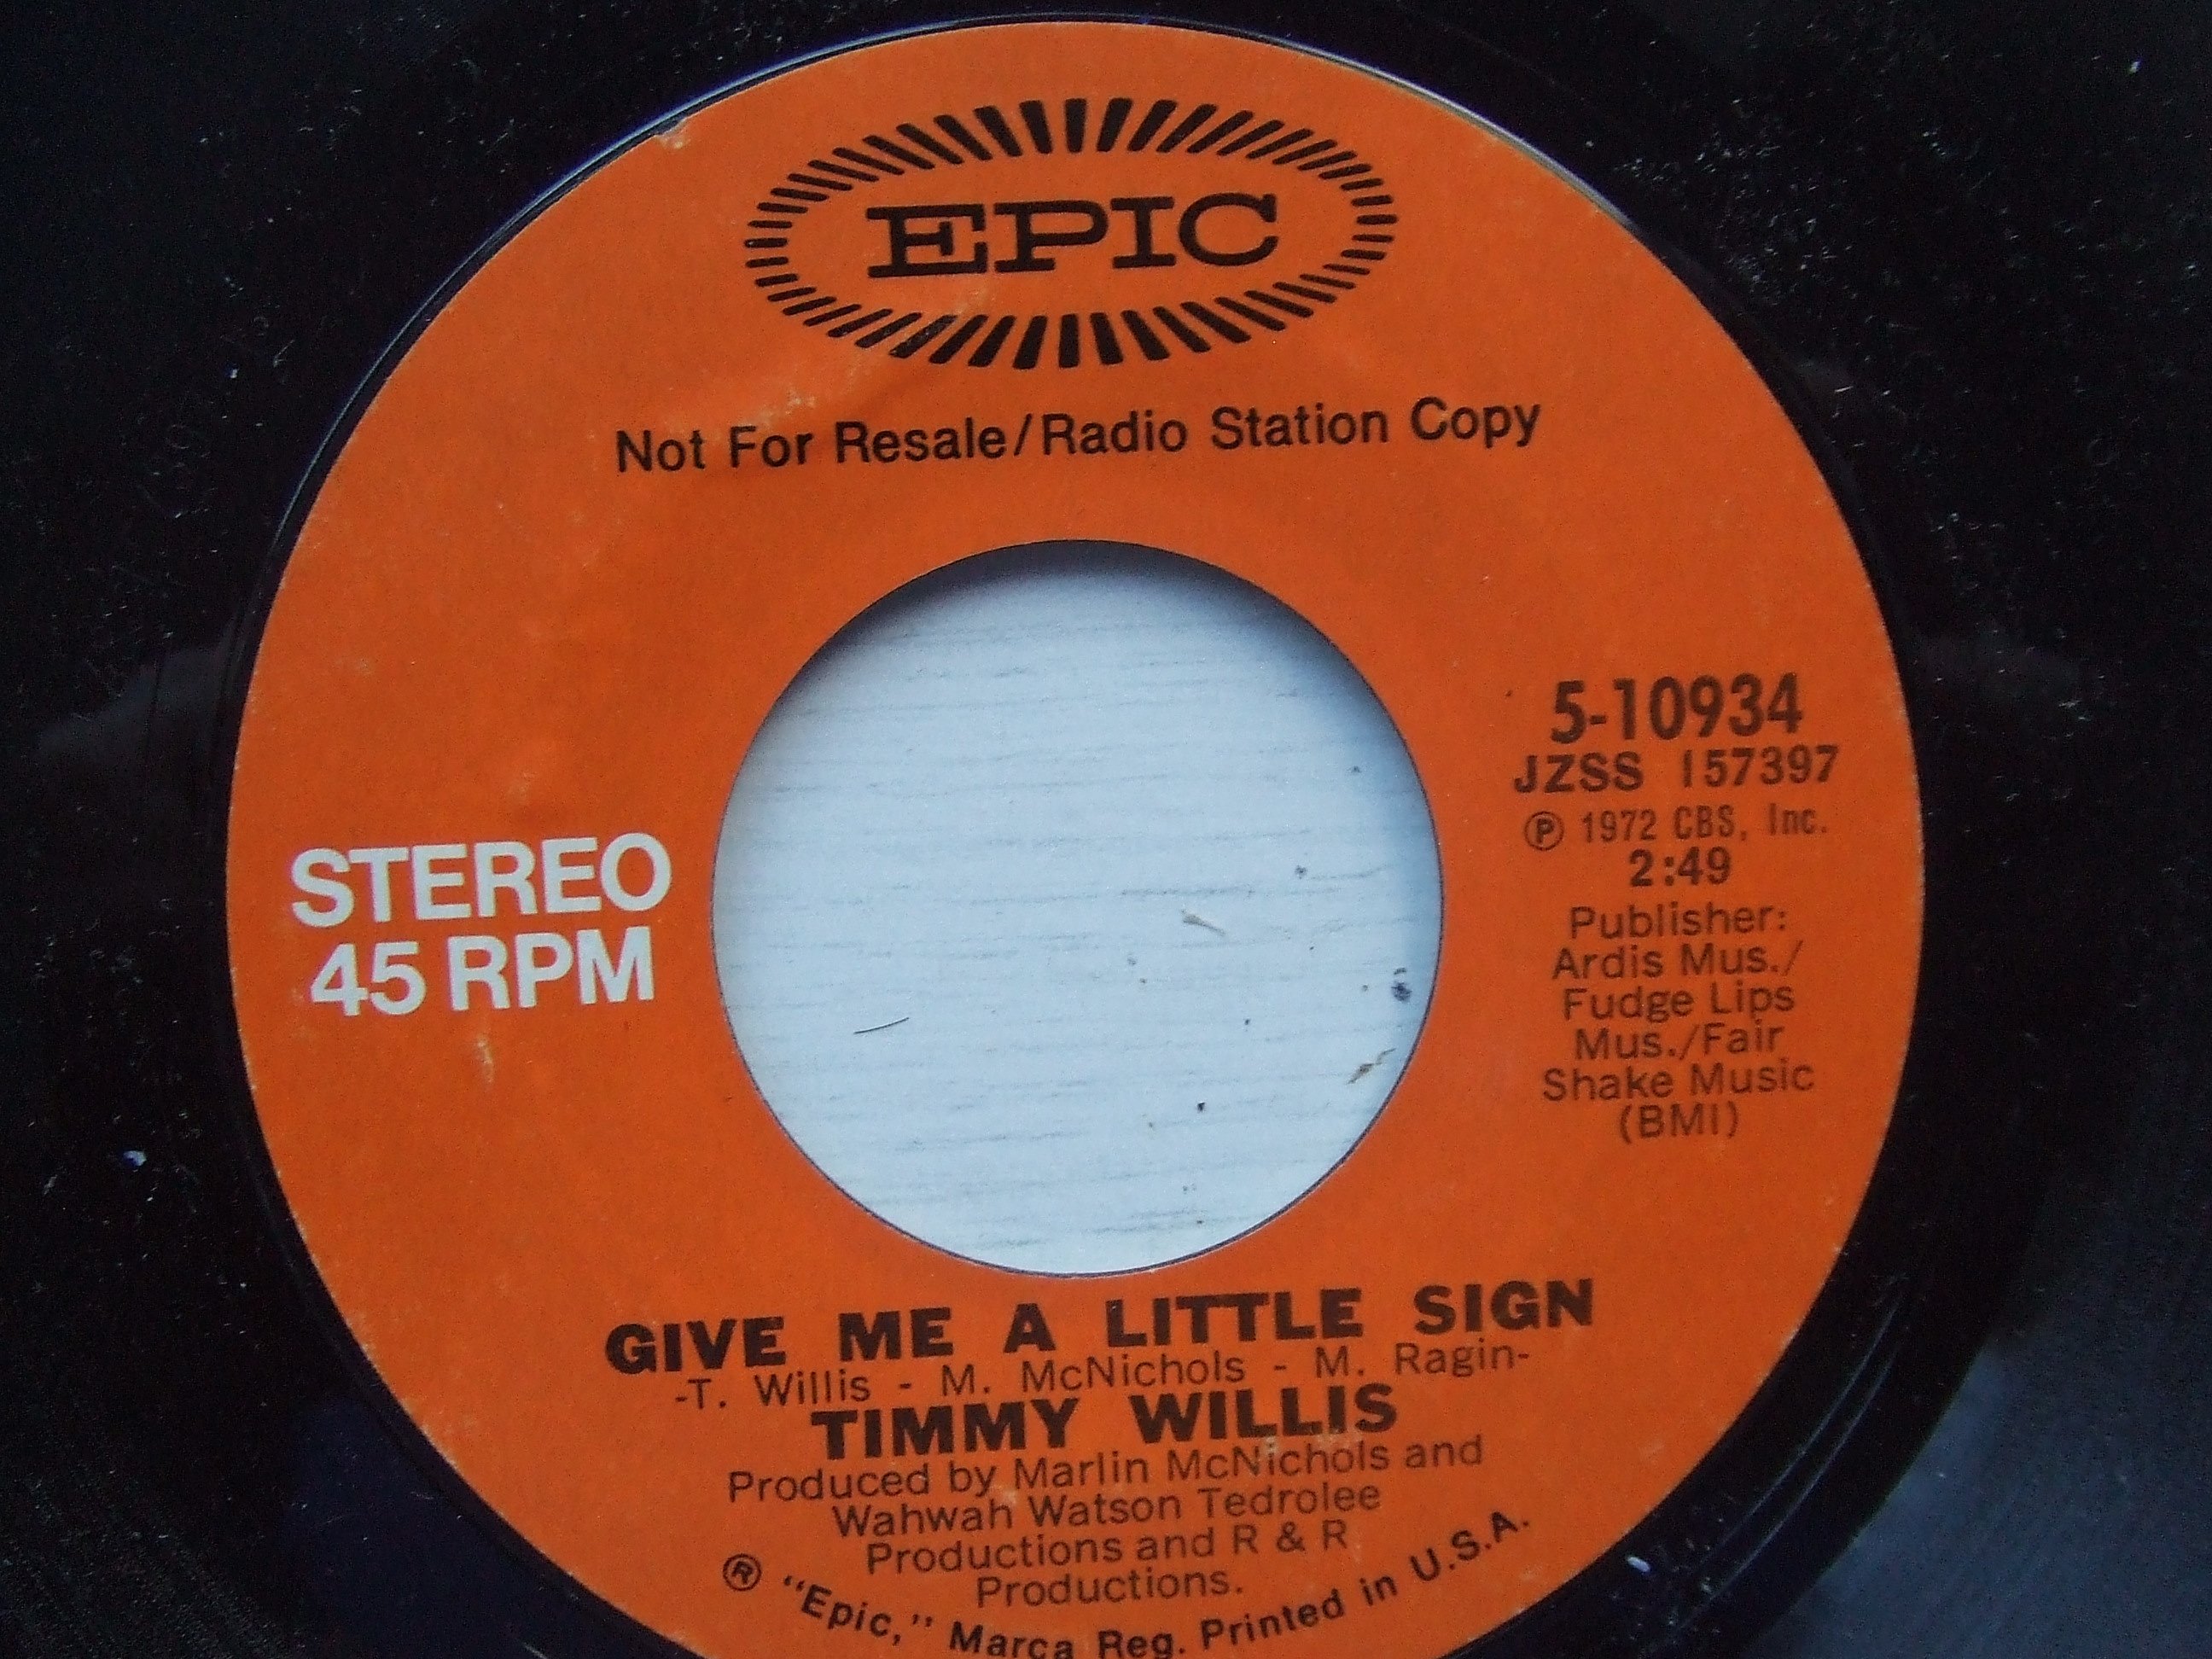 EPIC
Not For Resale/Radio Station Copy
STEREO
45 RPM
5-10934
JZSS 157397
Ⓟ 1972 CBS, Inc.
2:49
Publisher:
Ardis Mus./
Fudge Lips
Mus./Fair
Shake Music
(BMI)
GIVE ME A LITTLE SIGN
-T. Willis - M. McNichols - M. Ragin-
TIMMY WILLIS
Produced by Marlin McNichols and
Wahwah Watson Tedrolee
Productions and R & R
Productions.
® "Epic," Marca Reg. Printed in U.S.A.